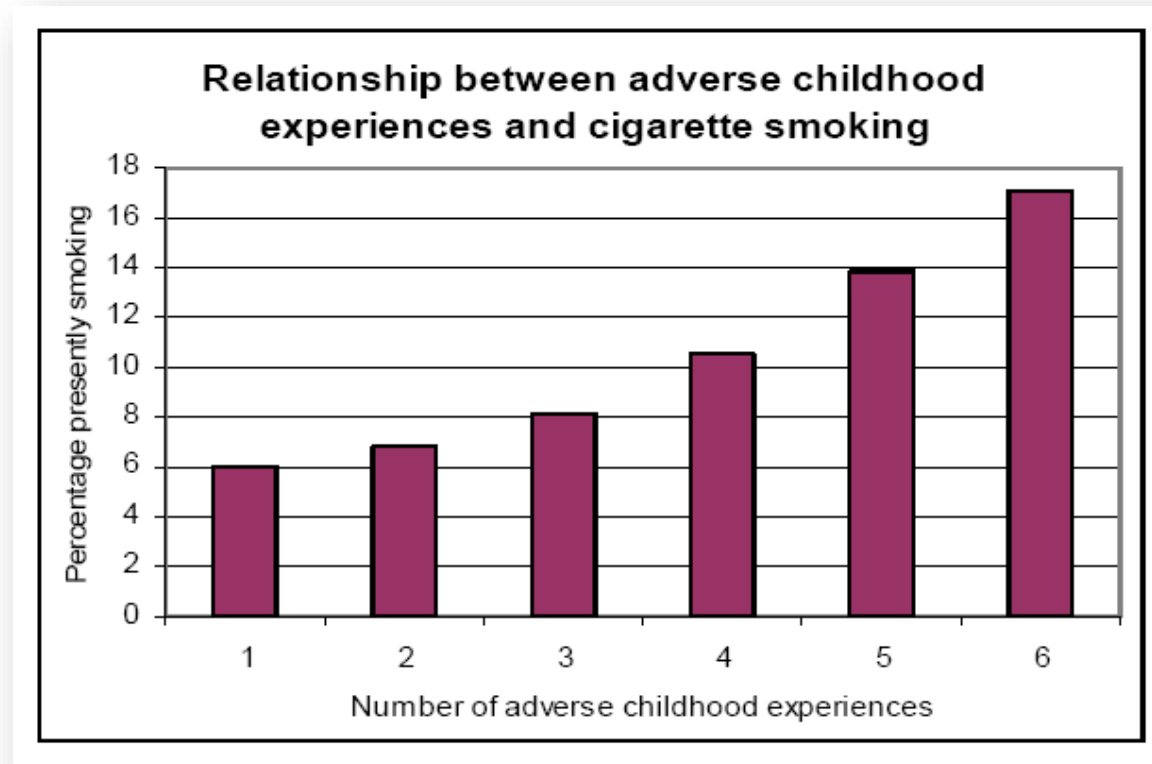 Relationship between adverse childhood
experiences and cigarette smoking
Percentage presently smoking
18
16
14
12
10
8
6
4
2
0
1 2 3 4 5 6
Number of adverse childhood experiences